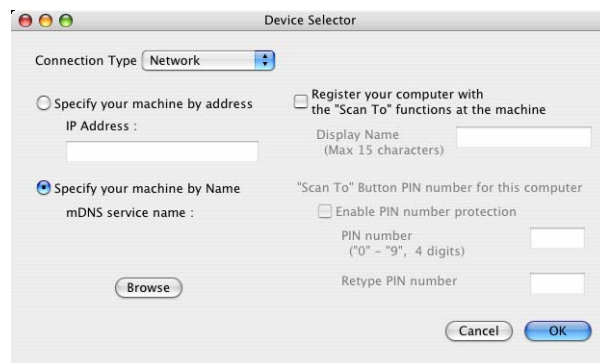 Device Selector
Connection Type Network
Specify your machine by address
IP Address :
Specify your machine by Name
mDNS service name :
Browse
Register your computer with
the "Scan To" functions at the machine
Display Name
(Max 15 characters)
"Scan To" Button PIN number for this computer
Enable PIN number protection
PIN number
("0" - "9", 4 digits)
Retype PIN number
Cancel OK